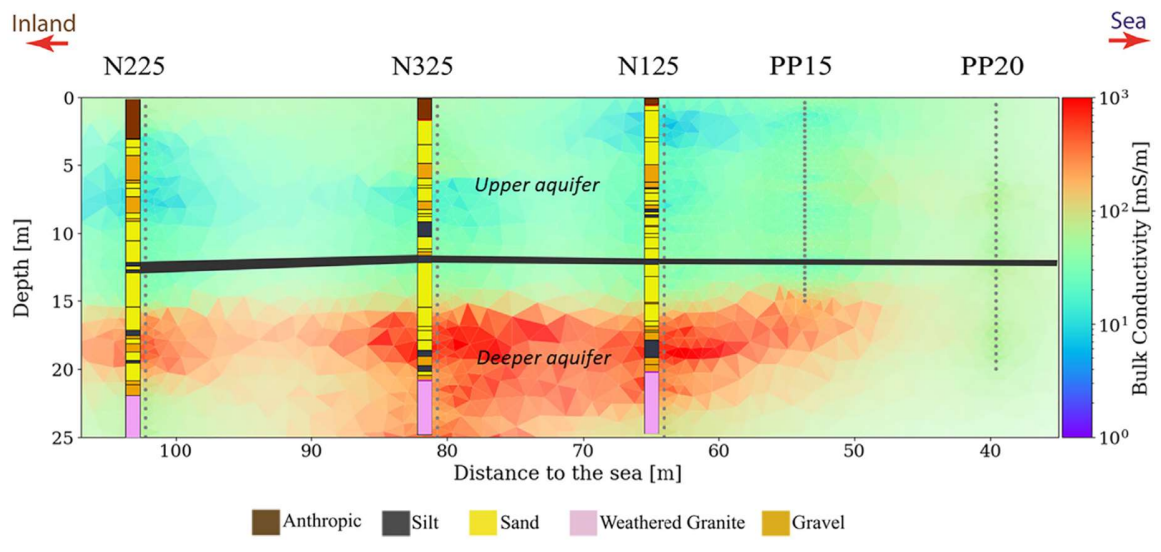 Inland
Sea
N225 N325 N125 PP15 PP20
0
5
10
15
20
25
Depth [m]
Upper aquifer
Deeper aquifer
100 90 80 70 60 50 40
Distance to the sea [m]
10³
10²
10¹
10⁰
Bulk Conductivity [mS/m]
Anthropic Silt Sand Weathered Granite Gravel